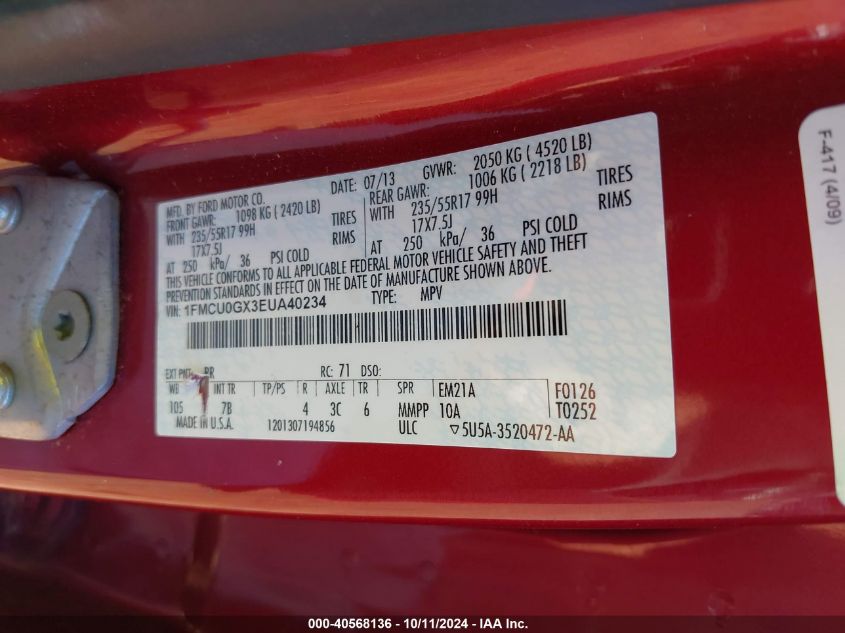 MFD. BY FORD MOTOR CO.
DATE: 07/13 GVWR: 2050 KG ( 4520 LB)
FRONT GAWR: 1098 KG ( 2420 LB)
REAR GAWR: 1006 KG ( 2218 LB)
WITH 235/55R17 99H TIRES
WITH 235/55R17 99H TIRES
17X7.5J RIMS
17X7.5J RIMS
AT 250 kPa/ 36 PSI COLD
AT 250 kPa/ 36 PSI COLD
THIS VEHICLE CONFORMS TO ALL APPLICABLE FEDERAL MOTOR VEHICLE SAFETY AND THEFT
PREVENTION STANDARDS IN EFFECT ON THE DATE OF MANUFACTURE SHOWN ABOVE.
VIN: 1FMCU0GX3EUA40234 TYPE: MPV
EXT PNT: RR RC: 71 DSO:
WB INT TR TP/PS R AXLE TR SPR EM21A F0126
105 7B 4 3C 6 MMPP 10A T0252
MADE IN U.S.A. 1201307194856 ULC ▽5U5A-3520472-AA
F-417 (4/09)
000-40568136 - 10/11/2024 - IAA Inc.